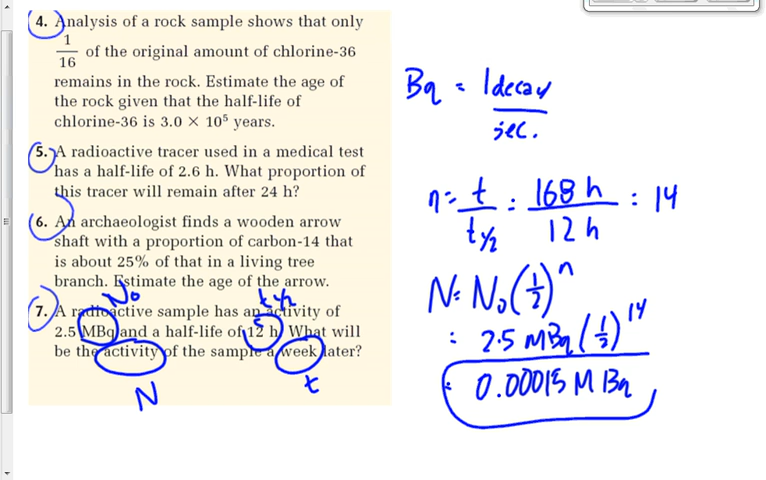 4. Analysis of a rock sample shows that only
1/16 of the original amount of chlorine-36
remains in the rock. Estimate the age of
the rock given that the half-life of
chlorine-36 is 3.0 × 10⁵ years.
5. A radioactive tracer used in a medical test
has a half-life of 2.6 h. What proportion of
this tracer will remain after 24 h?
6. An archaeologist finds a wooden arrow
shaft with a proportion of carbon-14 that
is about 25% of that in a living tree
branch. Estimate the age of the arrow.
N₀ t½
7. A radioactive sample has an activity of
2.5 MBq and a half-life of 12 h. What will
be the activity of the sample a week later?
N t
Bq = 1 decay / sec.
n = t / t½ = 168 h / 12 h = 14
N = N₀(1/2)ⁿ
= 2.5 MBq (1/2)¹⁴
= 0.00015 MBq